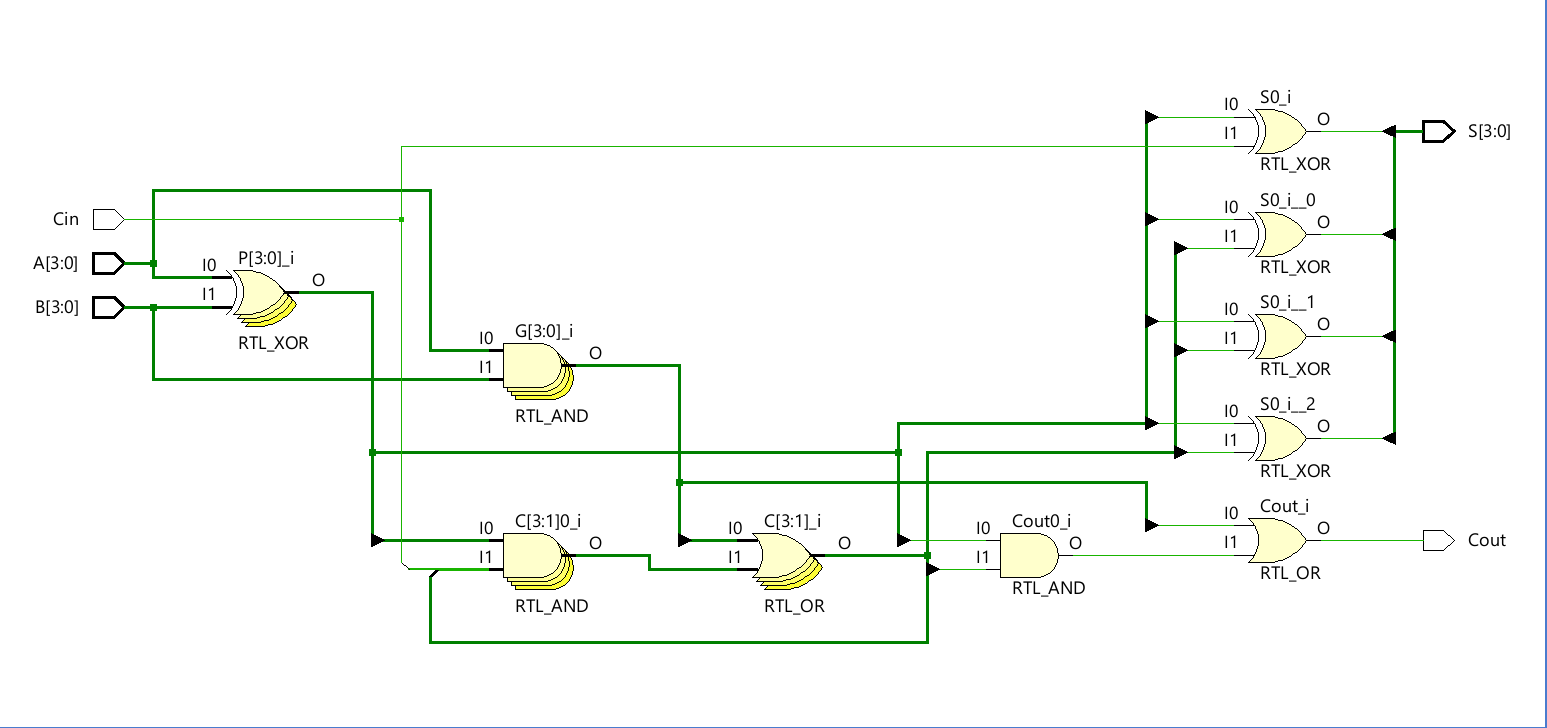 S0_i
I0
O
I1
S[3:0]
RTL_XOR
S0_i__0
I0
Cin
O
I1
P[3:0]_i
A[3:0]
I0
RTL_XOR
O
I1
B[3:0]
S0_i__1
I0
O
G[3:0]_i
I0
I1
RTL_XOR
O
I1
RTL_XOR
S0_i__2
I0
RTL_AND
O
I1
RTL_XOR
Cout_i
C[3:1]0_i
C[3:1]_i
Cout0_i
I0
I0
I0
I0
O
O
O
O
I1
I1
I1
I1
Cout
RTL_OR
RTL_AND
RTL_AND
RTL_OR